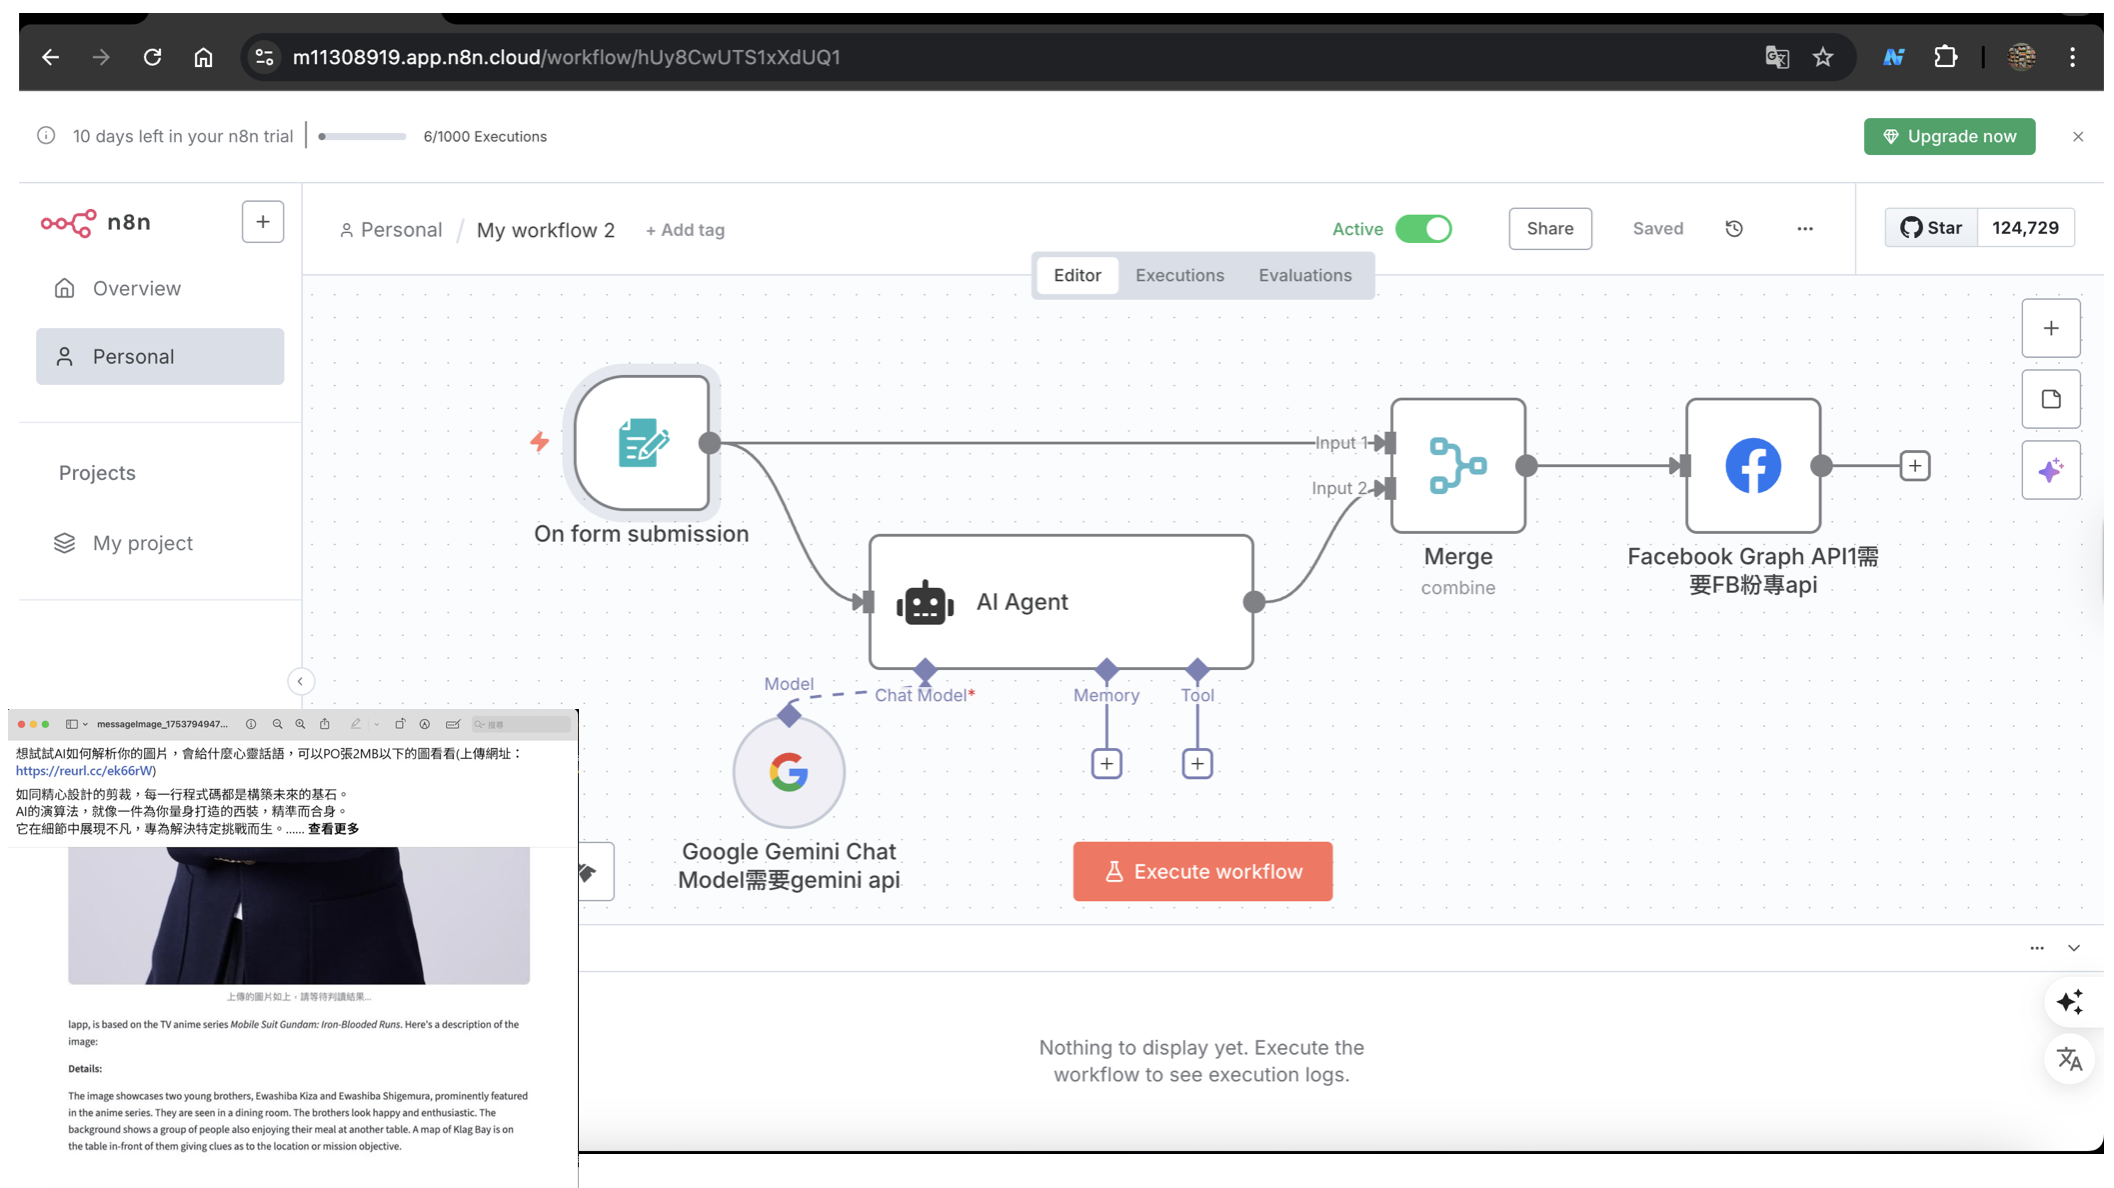 m11308919.app.n8n.cloud/workflow/hUy8CwUTS1xXdUQ1
10 days left in your n8n trial
6/1000 Executions
Upgrade now
n8n
Personal / My workflow 2
+ Add tag
Active
Share
Saved
Star
124,729
Editor
Executions
Evaluations
Overview
Personal
Projects
My project
On form submission
Input 1
Input 2
Merge
combine
Facebook Graph API1需
要FB粉專api
AI Agent
Model
Chat Model*
Memory
Tool
Google Gemini Chat
Model需要gemini api
Execute workflow
Nothing to display yet. Execute the
workflow to see execution logs.
messageImage_1753794947...
搜尋
想試試AI如何解析你的圖片，會給什麼心靈話語，可以PO張2MB以下的圖看看(上傳網址：
https://reurl.cc/ek66rW)
如同精心設計的剪裁，每一行程式碼都是構築未來的基石。
AI的演算法，就像一件為你量身打造的西裝，精準而合身。
它在細節中展現不凡，專為解決特定挑戰而生。...... 查看更多
上傳的圖片如上，請等待判讀結果...
lapp, is based on the TV anime series Mobile Suit Gundam: Iron-Blooded Runs. Here's a description of the
image:
Details:
The image showcases two young brothers, Ewashiba Kiza and Ewashiba Shigemura, prominently featured
in the anime series. They are seen in a dining room. The brothers look happy and enthusiastic. The
background shows a group of people also enjoying their meal at another table. A map of Klag Bay is on
the table in-front of them giving clues as to the location or mission objective.